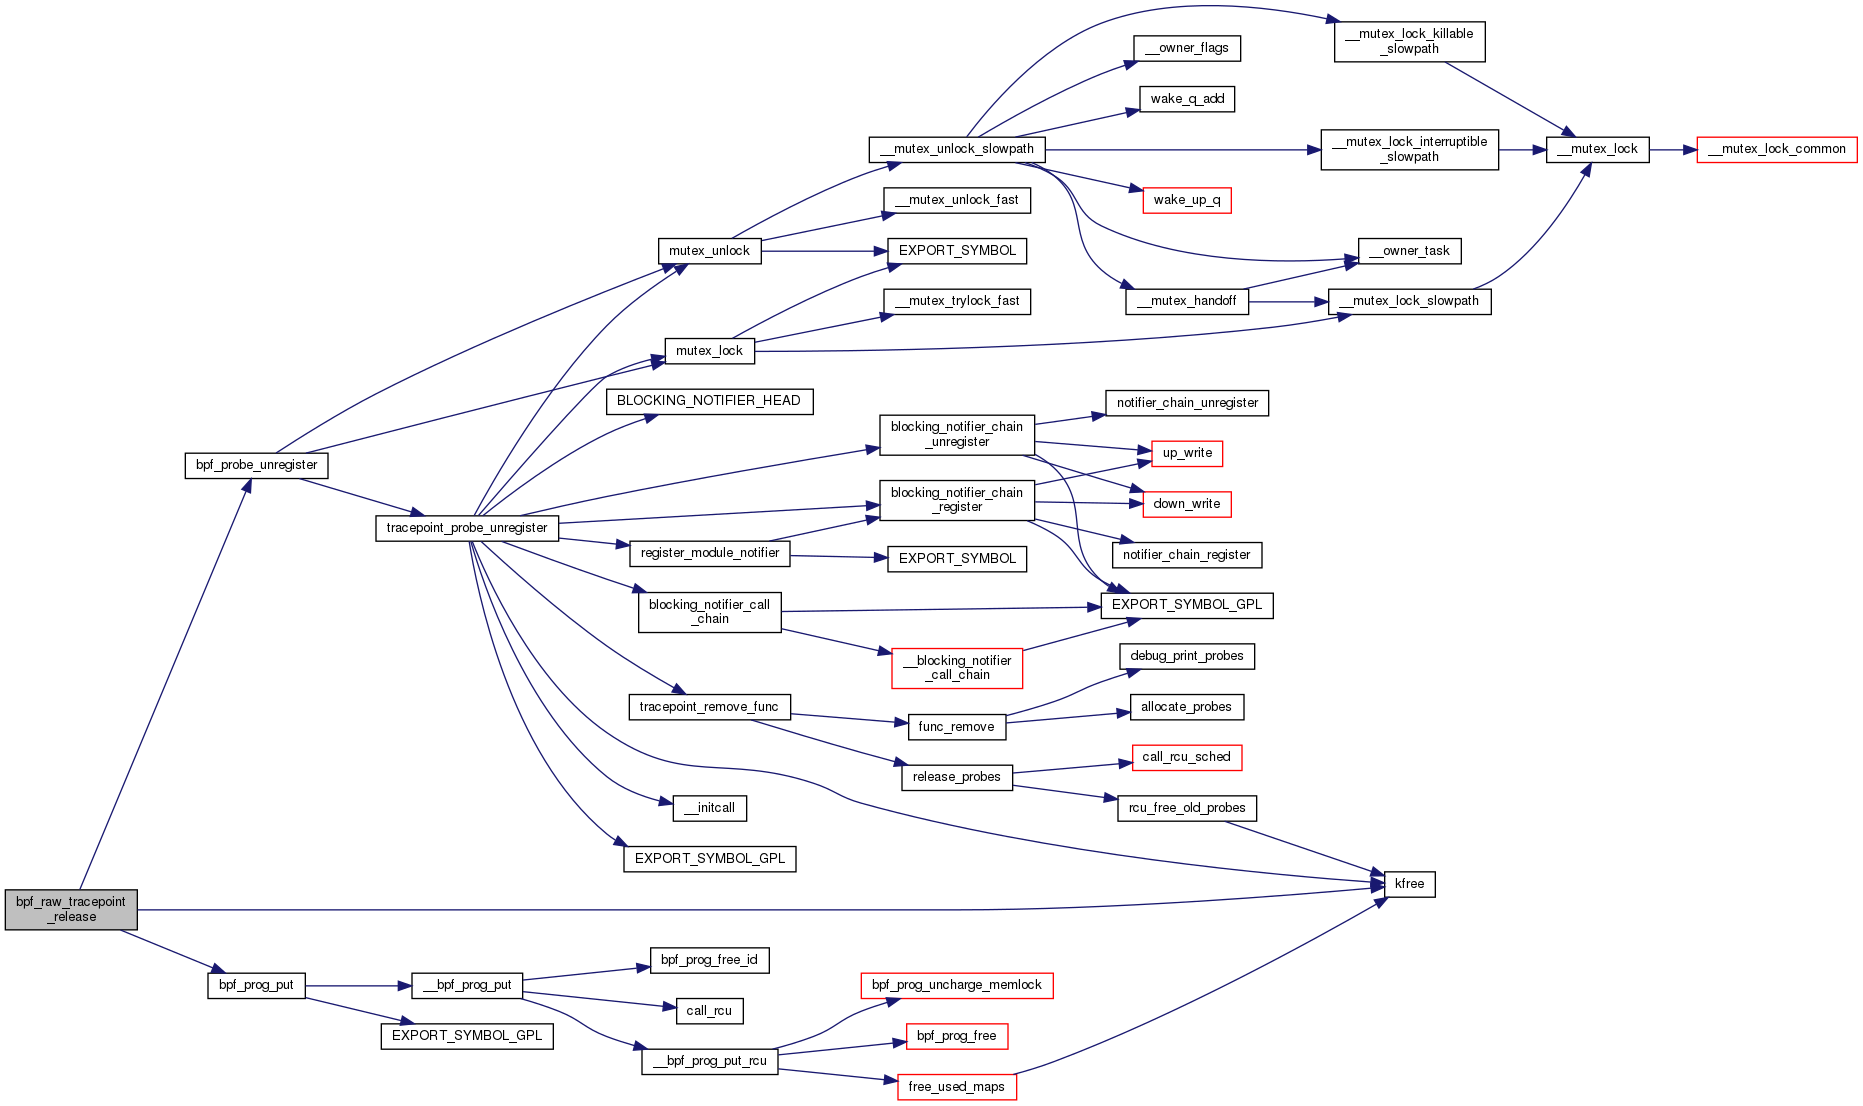 __mutex_lock_killable
_slowpath
__owner_flags
wake_q_add
__mutex_unlock_slowpath
__mutex_lock_interruptible
_slowpath
__mutex_lock
__mutex_lock_common
wake_up_q
__mutex_unlock_fast
mutex_unlock
EXPORT_SYMBOL
__owner_task
__mutex_handoff
__mutex_lock_slowpath
__mutex_trylock_fast
mutex_lock
BLOCKING_NOTIFIER_HEAD
notifier_chain_unregister
blocking_notifier_chain
_unregister
up_write
bpf_probe_unregister
blocking_notifier_chain
_register
down_write
tracepoint_probe_unregister
register_module_notifier
EXPORT_SYMBOL
notifier_chain_register
blocking_notifier_call
_chain
EXPORT_SYMBOL_GPL
__blocking_notifier
_call_chain
debug_print_probes
tracepoint_remove_func
allocate_probes
func_remove
call_rcu_sched
release_probes
__initcall
rcu_free_old_probes
EXPORT_SYMBOL_GPL
kfree
bpf_raw_tracepoint
_release
bpf_prog_free_id
bpf_prog_put
__bpf_prog_put
bpf_prog_uncharge_memlock
call_rcu
EXPORT_SYMBOL_GPL
bpf_prog_free
__bpf_prog_put_rcu
free_used_maps